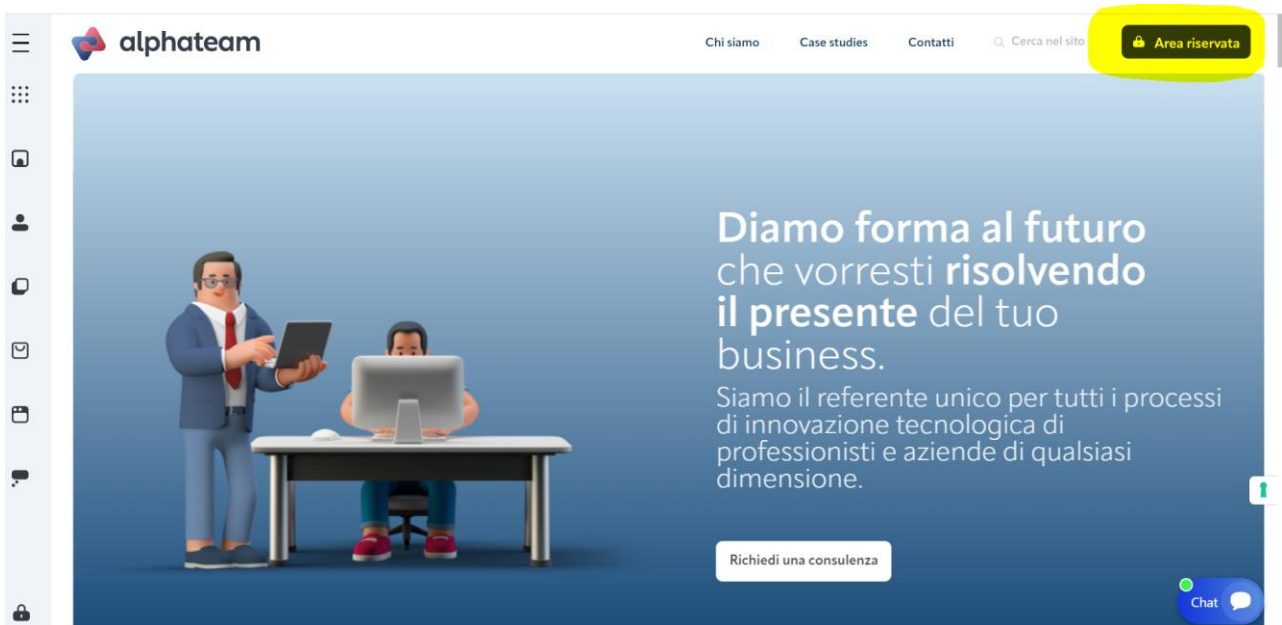 alphateam
Chi siamo
Case studies
Contatti
Cerca nel sito
Area riservata
Diamo forma al futuro
che vorresti risolvendo
il presente del tuo
business.
Siamo il referente unico per tutti i processi
di innovazione tecnologica di
professionisti e aziende di qualsiasi
dimensione.
Richiedi una consulenza
Chat